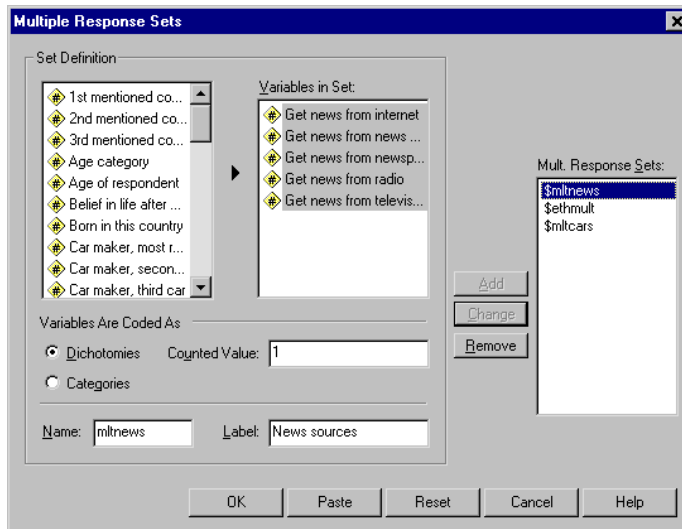 Multiple Response Sets
Set Definition
1st mentioned co...
2nd mentioned co...
3rd mentioned co...
Age category
Age of respondent
Belief in life after ...
Born in this country
Car maker, most r...
Car maker, secon...
Car maker, third car
Variables in Set:
Get news from internet
Get news from news ...
Get news from newsp...
Get news from radio
Get news from televis...
Mult. Response Sets:
$mltnews
$ethmult
$mltcars
Add
Change
Remove
Variables Are Coded As
Dichotomies Counted Value: 1
Categories
Name: mltnews Label: News sources
OK Paste Reset Cancel Help